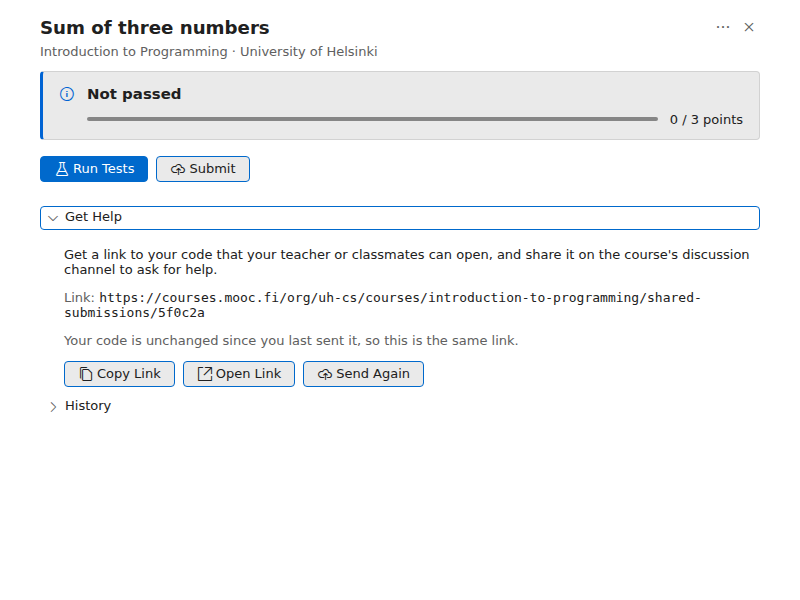 Sum of three numbers
Introduction to Programming · University of Helsinki
Not passed
0 / 3 points
Run Tests
Submit
Get Help
Get a link to your code that your teacher or classmates can open, and share it on the course's discussion
channel to ask for help.
Link: https://courses.mooc.fi/org/uh-cs/courses/introduction-to-programming/shared-
submissions/5f0c2a
Your code is unchanged since you last sent it, so this is the same link.
Copy Link
Open Link
Send Again
History